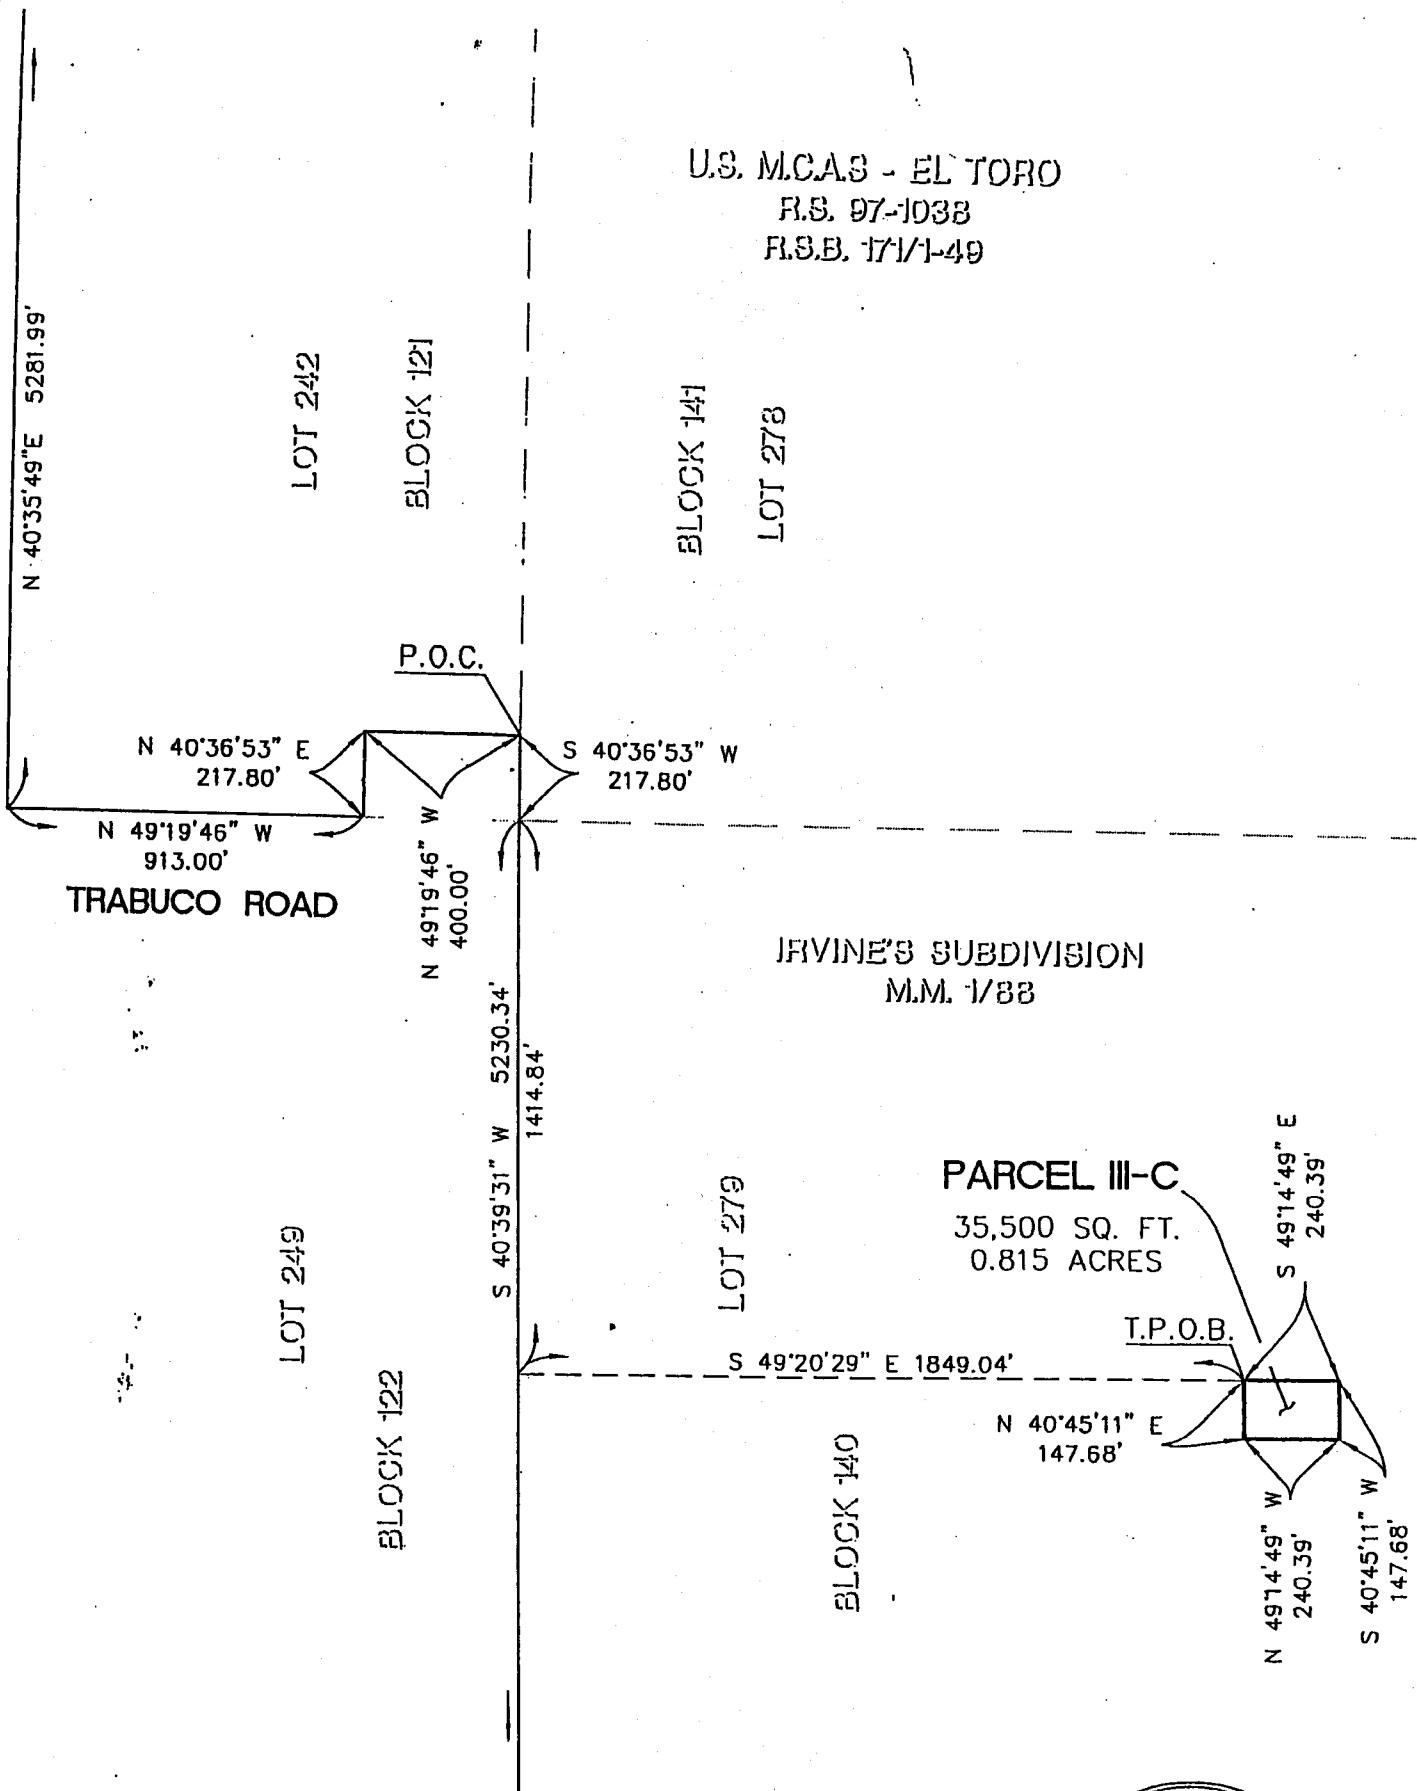 U.S. M.C.A.S - EL TORO
R.S. 97-1038
R.S.B. 171/1-49
N 40°35'49"E 5281.99'
LOT 242
BLOCK 121
BLOCK 141
LOT 278
P.O.C.
N 40°36'53" E
217.80'
S 40°36'53" W
217.80'
N 49°19'46" W
913.00'
TRABUCO ROAD
N 49°19'46" W
400.00'
IRVINE'S SUBDIVISION
M.M. 1/88
S 40°39'31" W 5230.34'
1414.84'
LOT 249
BLOCK 122
LOT 279
PARCEL III-C
35,500 SQ. FT.
0.815 ACRES
S 49°14'49" E
240.39'
T.P.O.B.
S 49°20'29" E 1849.04'
N 40°45'11" E
147.68'
BLOCK 140
N 49°14'49" W
240.39'
S 40°45'11" W
147.68'